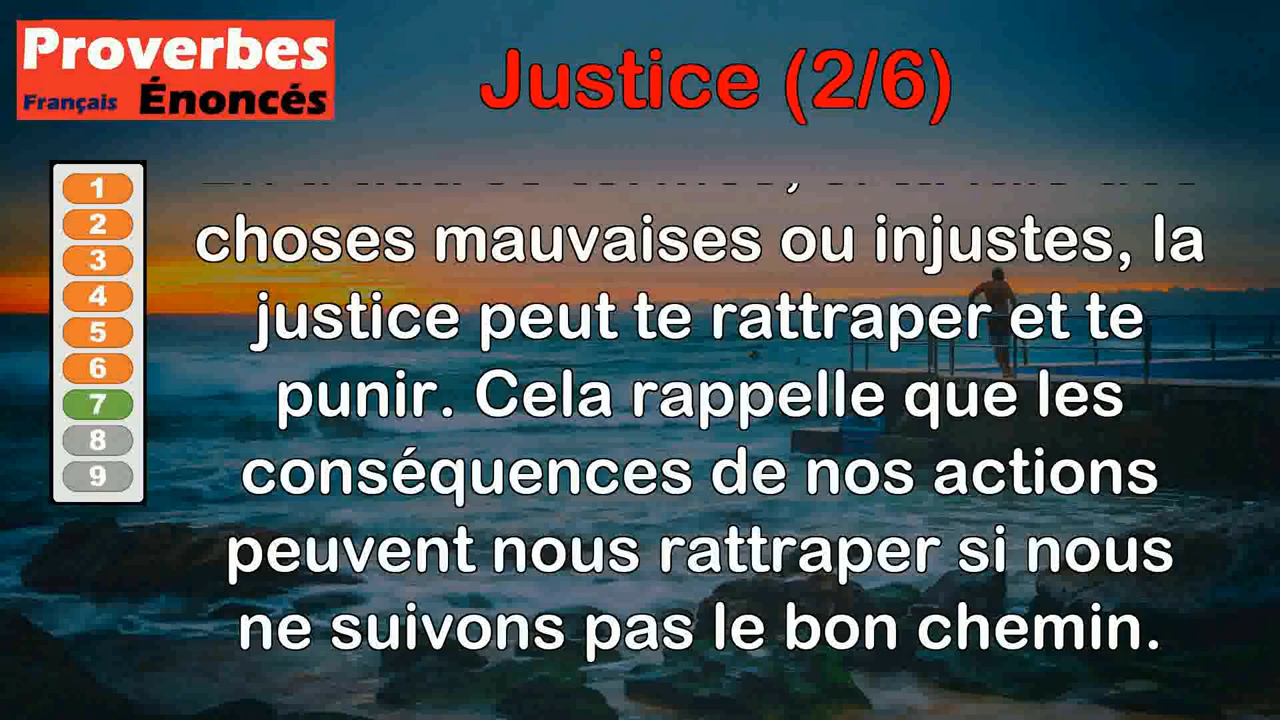 Proverbes
Français Énoncés
Justice (2/6)
1
2
3
4
5
6
7
8
9
choses mauvaises ou injustes, la
justice peut te rattraper et te
punir. Cela rappelle que les
conséquences de nos actions
peuvent nous rattraper si nous
ne suivons pas le bon chemin.